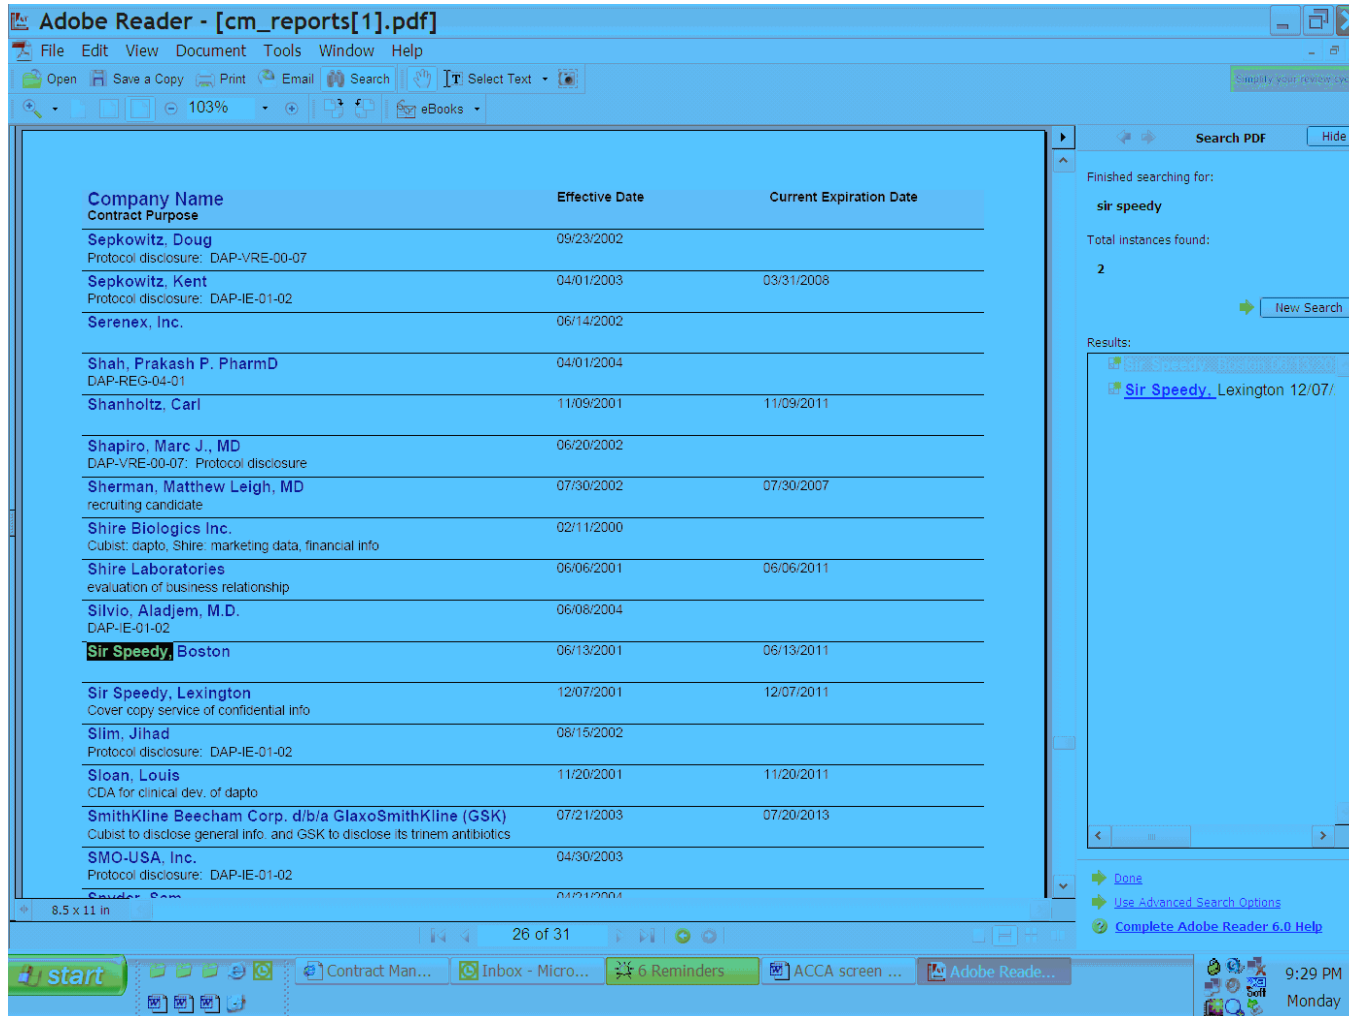 Adobe Reader - [cm_reports[1].pdf]
File Edit View Document Tools Window Help
Open Save a Copy Print Email Search Select Text
103% eBooks
Search PDF Hide
Finished searching for:
sir speedy
Total instances found:
2
New Search
Results:
Sir Speedy, Boston 06/13/20
Sir Speedy, Lexington 12/07/
Done
Use Advanced Search Options
Complete Adobe Reader 6.0 Help
Company Name Effective Date Current Expiration Date
Contract Purpose
Sepkowitz, Doug 09/23/2002
Protocol disclosure: DAP-VRE-00-07
Sepkowitz, Kent 04/01/2003 03/31/2008
Protocol disclosure: DAP-IE-01-02
Serenex, Inc. 06/14/2002
Shah, Prakash P. PharmD 04/01/2004
DAP-REG-04-01
Shanholtz, Carl 11/09/2001 11/09/2011
Shapiro, Marc J., MD 06/20/2002
DAP-VRE-00-07: Protocol disclosure
Sherman, Matthew Leigh, MD 07/30/2002 07/30/2007
recruiting candidate
Shire Biologics Inc. 02/11/2000
Cubist: dapto, Shire: marketing data, financial info
Shire Laboratories 06/06/2001 06/06/2011
evaluation of business relationship
Silvio, Aladjem, M.D. 06/08/2004
DAP-IE-01-02
Sir Speedy, Boston 06/13/2001 06/13/2011
Sir Speedy, Lexington 12/07/2001 12/07/2011
Cover copy service of confidential info
Slim, Jihad 08/15/2002
Protocol disclosure: DAP-IE-01-02
Sloan, Louis 11/20/2001 11/20/2011
CDA for clinical dev. of dapto
SmithKline Beecham Corp. d/b/a GlaxoSmithKline (GSK) 07/21/2003 07/20/2013
Cubist to disclose general info. and GSK to disclose its trinem antibiotics
SMO-USA, Inc. 04/30/2003
Protocol disclosure: DAP-IE-01-02
Snyder, Sam 04/21/2004
8.5 x 11 in
26 of 31
start Contract Man... Inbox - Micro... 6 Reminders ACCA screen ... Adobe Reade... 9:29 PM
Monday